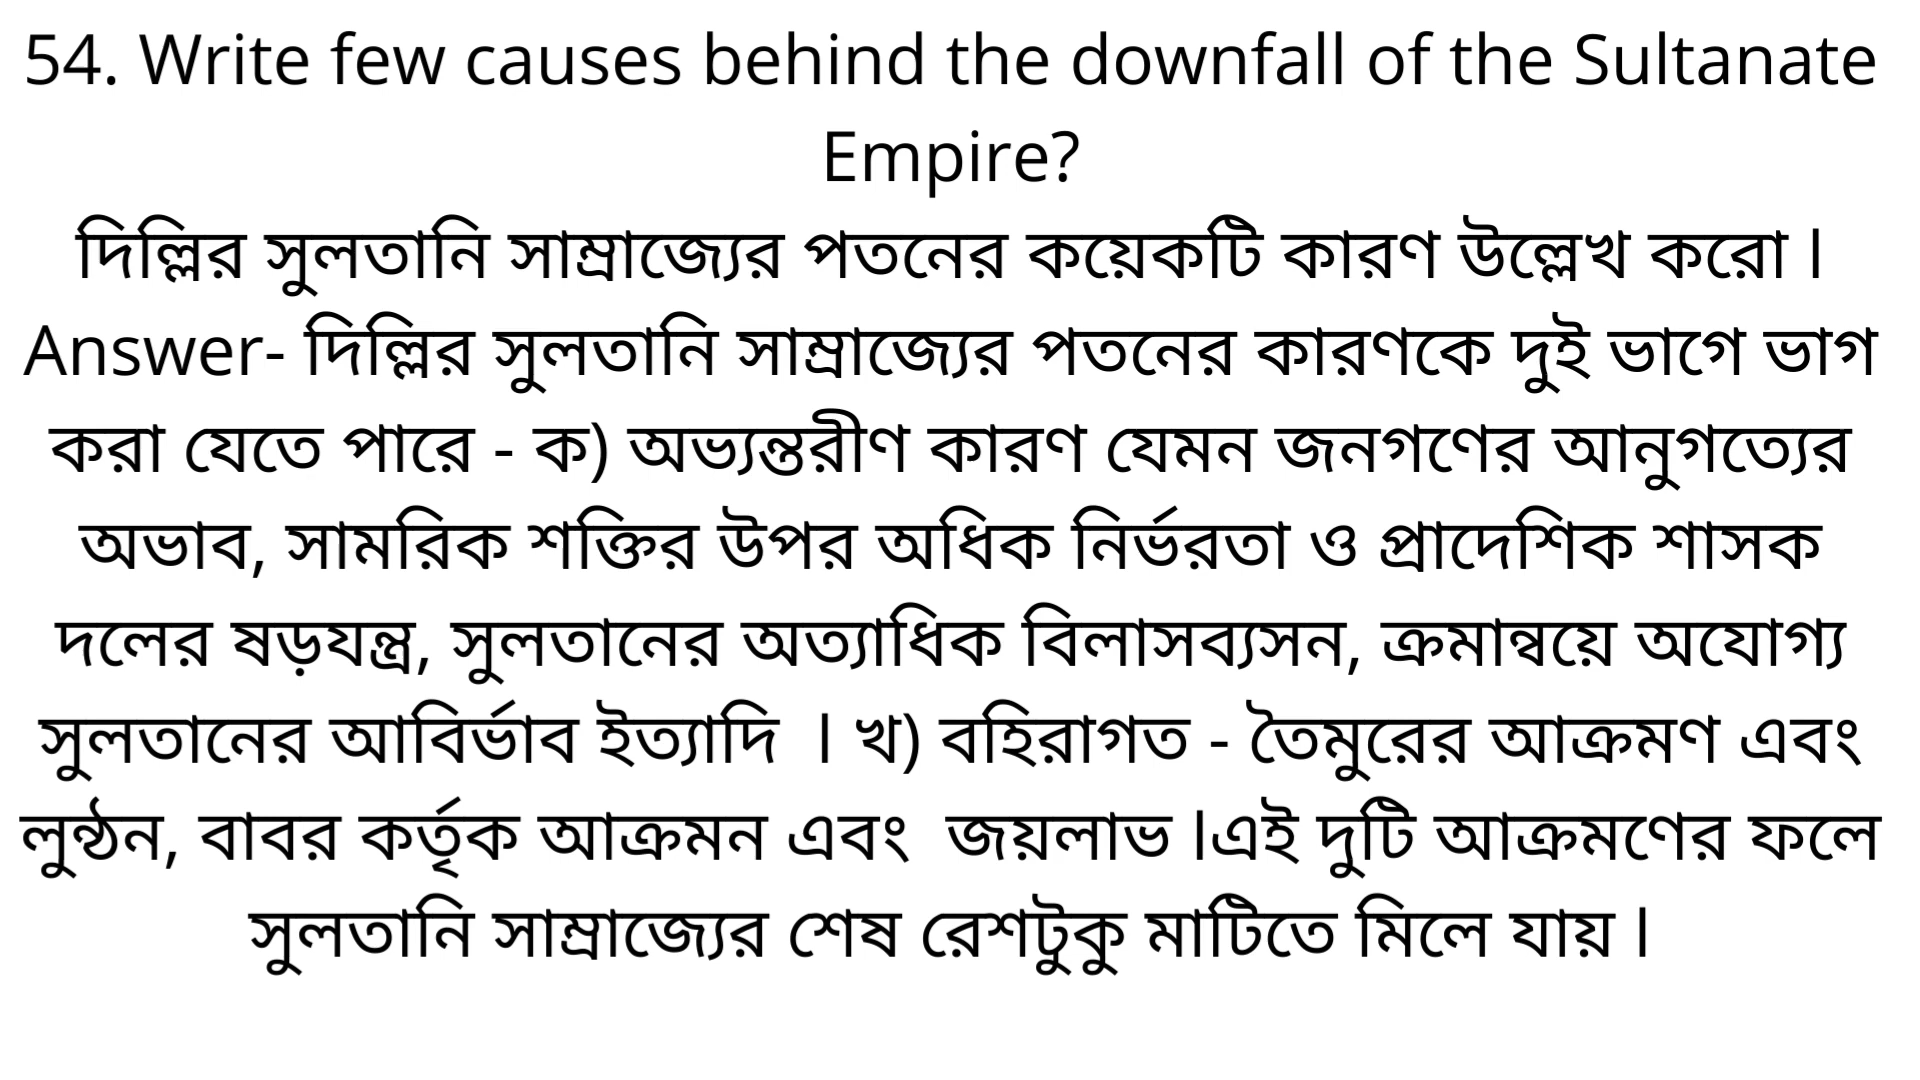 54. Write few causes behind the downfall of the Sultanate
Empire?
দিল্লির সুলতানি সাম্রাজ্যের পতনের কয়েকটি কারণ উল্লেখ করো।
Answer- দিল্লির সুলতানি সাম্রাজ্যের পতনের কারণকে দুই ভাগে ভাগ
করা যেতে পারে - ক) অভ্যন্তরীণ কারণ যেমন জনগণের আনুগত্যের
অভাব, সামরিক শক্তির উপর অধিক নির্ভরতা ও প্রাদেশিক শাসক
দলের ষড়যন্ত্র, সুলতানের অত্যাধিক বিলাসব্যসন, ক্রমান্বয়ে অযোগ্য
সুলতানের আবির্ভাব ইত্যাদি । খ) বহিরাগত - তৈমুরের আক্রমণ এবং
লুন্ঠন, বাবর কর্তৃক আক্রমন এবং জয়লাভ ।এই দুটি আক্রমণের ফলে
সুলতানি সাম্রাজ্যের শেষ রেশটুকু মাটিতে মিলে যায়।